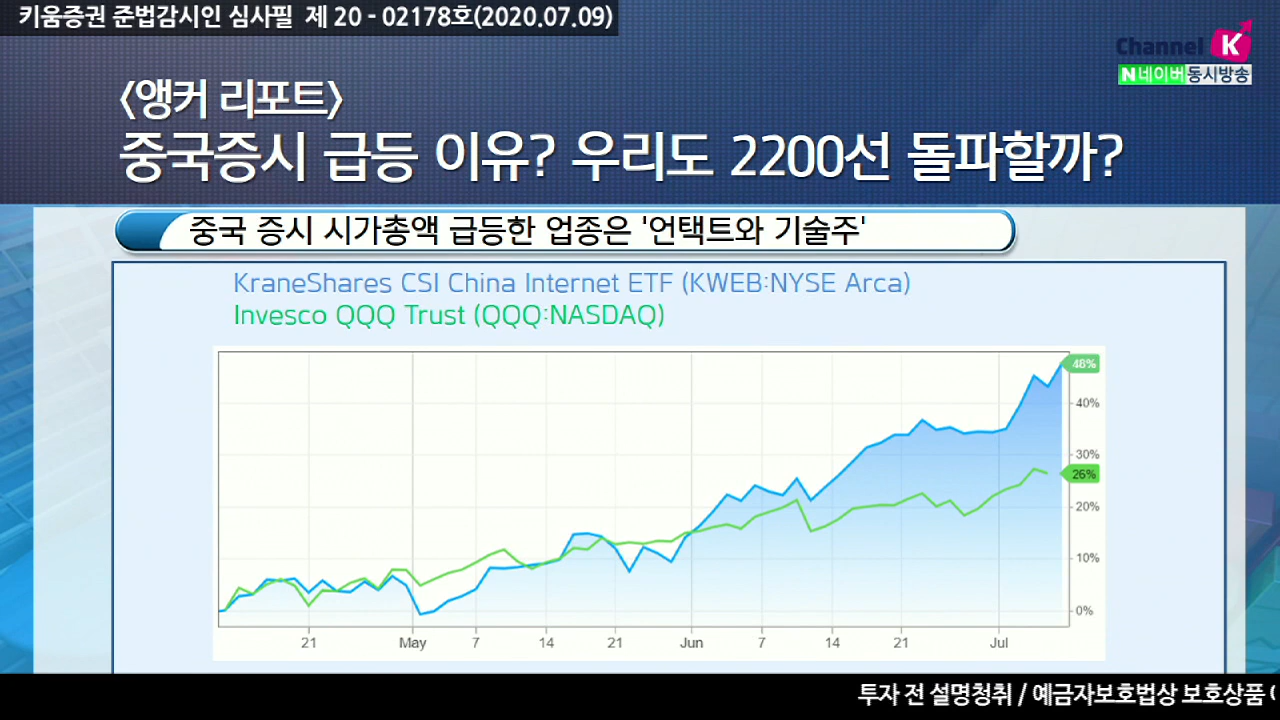 키움증권 준법감시인 심사필 제 20 - 02178호(2020.07.09)
Channel K
N네이버 동시방송
<앵커 리포트>
중국증시 급등 이유? 우리도 2200선 돌파할까?
중국 증시 시가총액 급등한 업종은 '언택트와 기술주'
KraneShares CSI China Internet ETF (KWEB:NYSE Arca)
Invesco QQQ Trust (QQQ:NASDAQ)
48%
40%
30%
26%
20%
10%
0%
21 May 7 14 21 Jun 7 14 21 Jul
투자 전 설명청취 / 예금자보호법상 보호상품